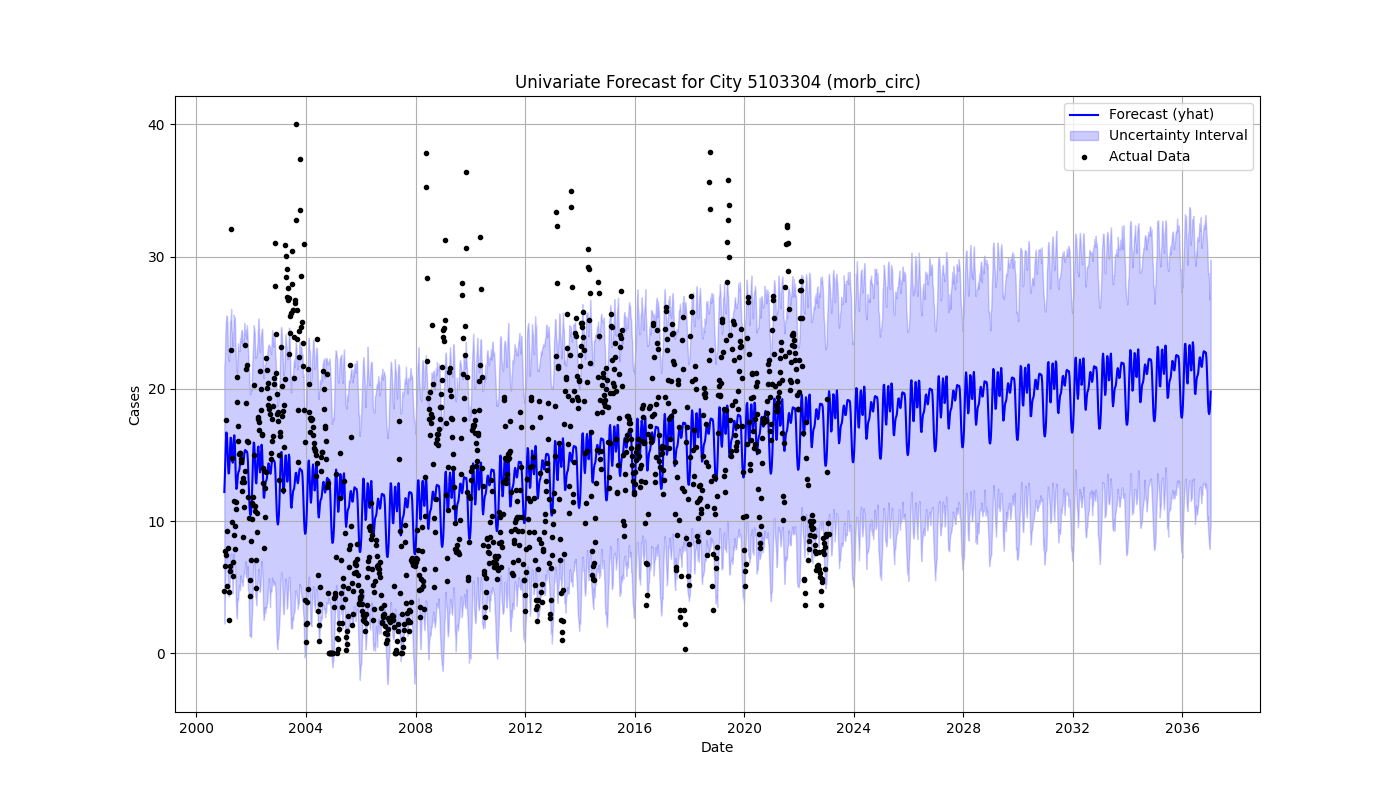 Univariate Forecast for City 5103304 (morb_circ)
Forecast (yhat)
Uncertainty Interval
Actual Data
Cases
40
30
20
10
0
2000 2004 2008 2012 2016 2020 2024 2028 2032 2036
Date